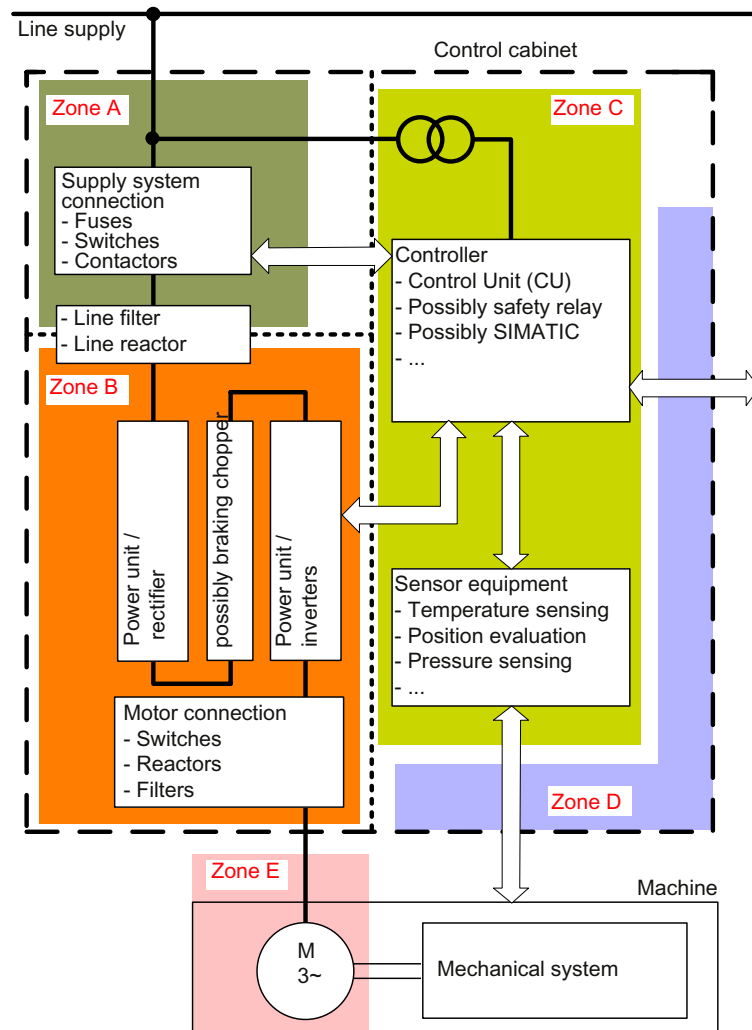 Line supply
Control cabinet
Zone A
Zone C
Supply system
connection
- Fuses
- Switches
- Contactors
Controller
- Control Unit (CU)
- Possibly safety relay
- Possibly SIMATIC
- ...
- Line filter
- Line reactor
Zone B
Power unit /
rectifier
possibly braking chopper
Power unit /
inverters
Sensor equipment
- Temperature sensing
- Position evaluation
- Pressure sensing
- ...
Motor connection
- Switches
- Reactors
- Filters
Zone D
Zone E
Machine
M
3~
Mechanical system